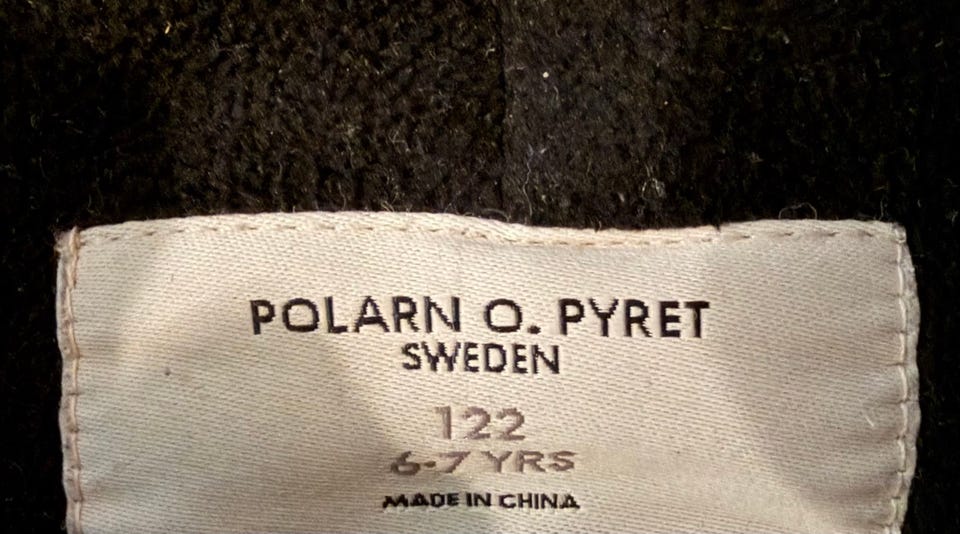 POLARN O. PYRET
SWEDEN
122
6-7 YRS
MADE IN CHINA